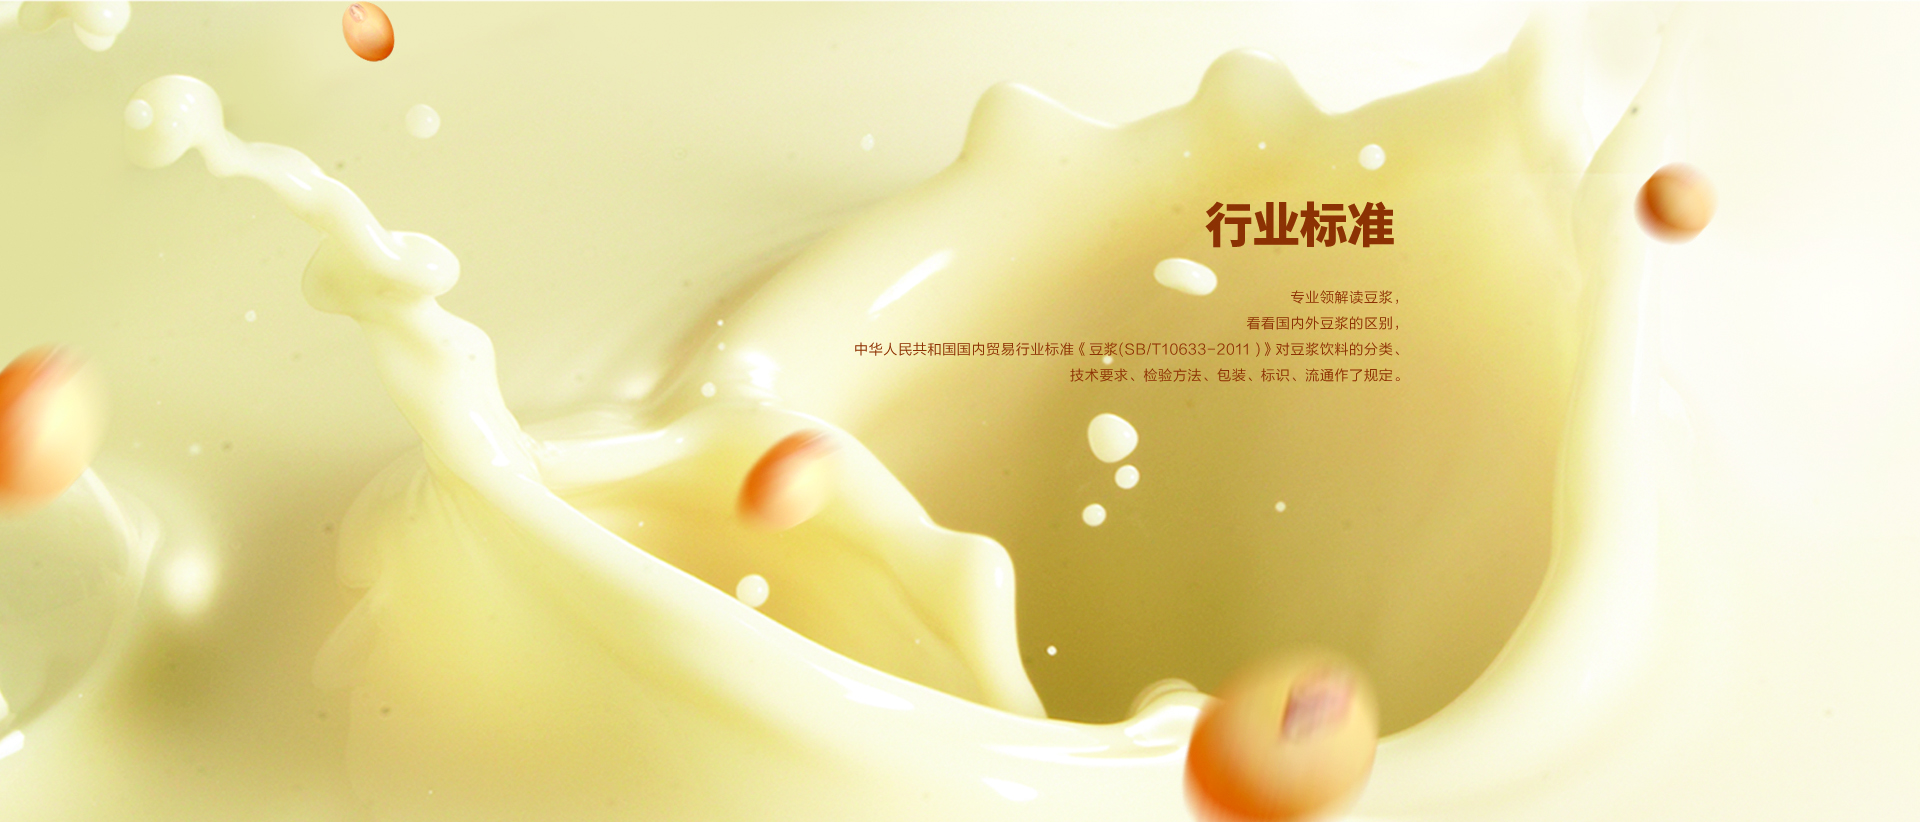 行业标准
专业领解读豆浆，
看看国内外豆浆的区别，
中华人民共和国国内贸易行业标准《豆浆(SB/T10633-2011 )》对豆浆饮料的分类、
技术要求、检验方法、包装、标识、流通作了规定。